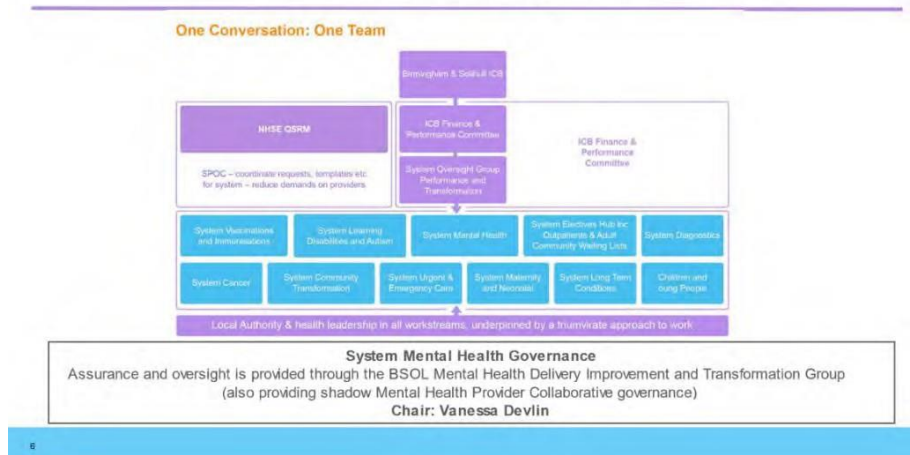 One Conversation: One Team
Birmingham & Solihull ICB
NHSE QSRM
SPOC – coordinate requests, templates etc
for system – reduce demands on providers
ICB Finance &
Performance Committee
System Oversight Group
Performance and
Transformation
ICB Finance &
Performance
Committee
System Vaccinations
and Immunisations
System Learning
Disabilities and Autism
System Mental Health
System Electives Hub inc
Outpatients & Adult
Community Waiting Lists
System Diagnostics
System Cancer
System Community
Transformation
System Urgent &
Emergency Care
System Maternity
and Neonatal
System Long Term
Conditions
Children and
oung People
Local Authority & health leadership in all workstreams, underpinned by a triumvirate approach to work
System Mental Health Governance
Assurance and oversight is provided through the BSOL Mental Health Delivery Improvement and Transformation Group
(also providing shadow Mental Health Provider Collaborative governance)
Chair: Vanessa Devlin
6